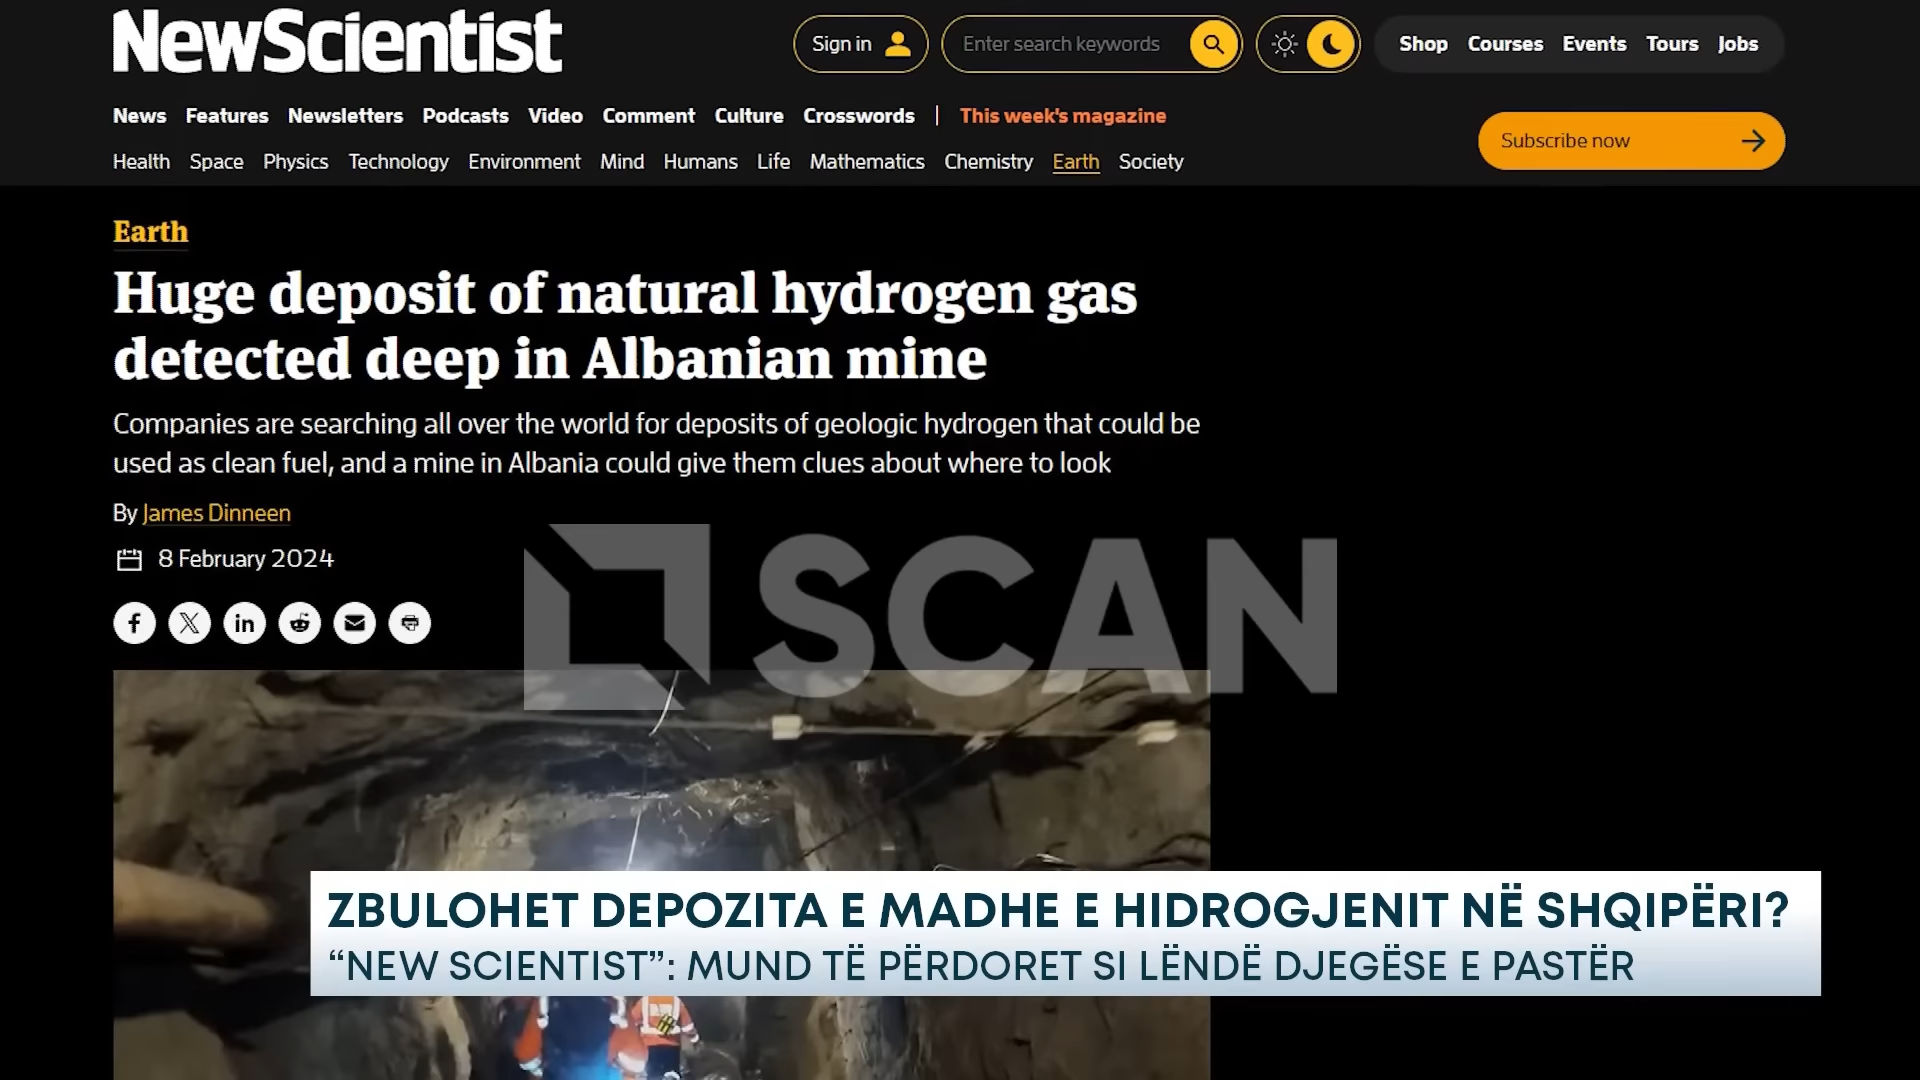 NewScientist
Sign in
Enter search keywords
Shop Courses Events Tours Jobs
News Features Newsletters Podcasts Video Comment Culture Crosswords | This week's magazine
Subscribe now
Health Space Physics Technology Environment Mind Humans Life Mathematics Chemistry Earth Society
Earth
Huge deposit of natural hydrogen gas
detected deep in Albanian mine
Companies are searching all over the world for deposits of geologic hydrogen that could be
used as clean fuel, and a mine in Albania could give them clues about where to look
By James Dinneen
8 February 2024
SCAN
ZBULOHET DEPOZITA E MADHE E HIDROGJENIT NË SHQIPËRI?
“NEW SCIENTIST”: MUND TË PËRDORET SI LËNDË DJEGËSE E PASTËR